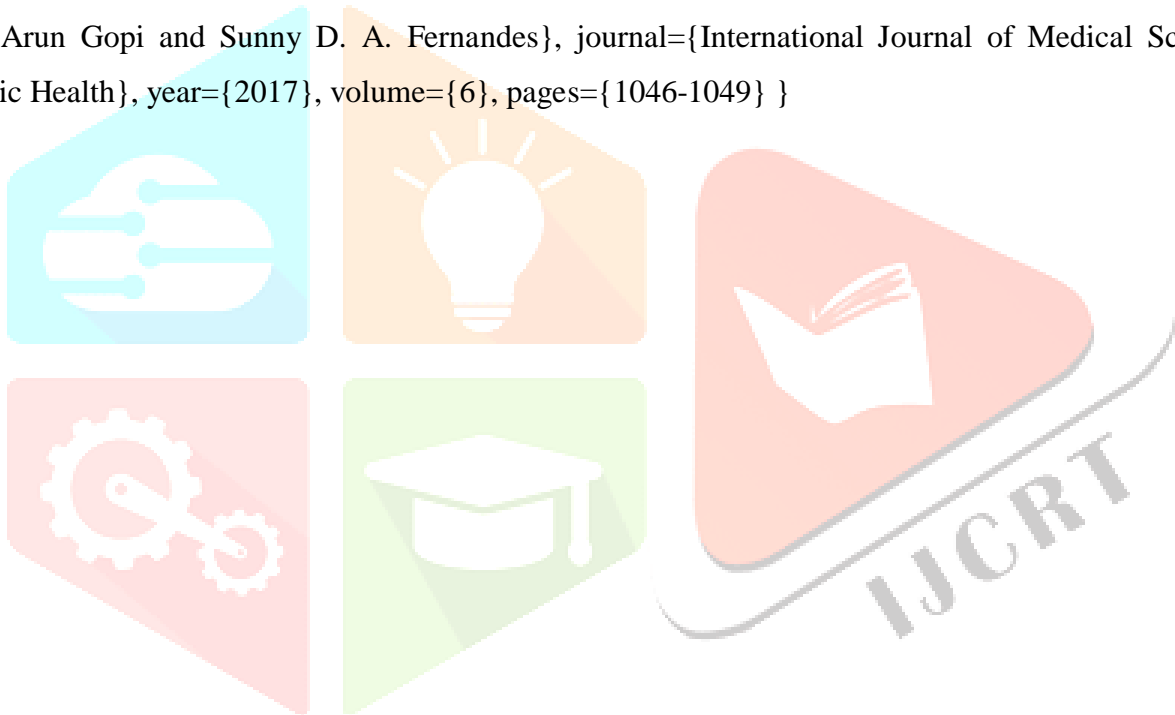 Arun Gopi and Sunny D. A. Fernandes}, journal={International Journal of Medical Sc
ic Health}, year={2017}, volume={6}, pages={1046-1049} }
IJCRT